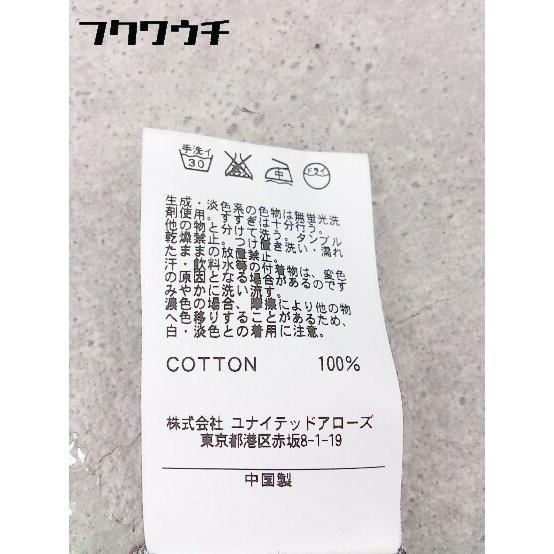 フクワウチ
手洗イ
30
中
ドライ
生成・淡色系の色物は無蛍光洗
剤使用。すすぎは十分行う。
他の物と分けて洗う。タンブル
乾燥禁止。つけ置き洗い・濡れ
たままの放置禁止。
汗・飲料水等の付着物は、変色
の原因となる場合があるのです
みやかに洗い流す。
濃色の場合、摩擦により他の物
へ色移りすることがあるため、
白・淡色との着用に注意。
COTTON 100%
株式会社 ユナイテッドアローズ
東京都港区赤坂8-1-19
中国製